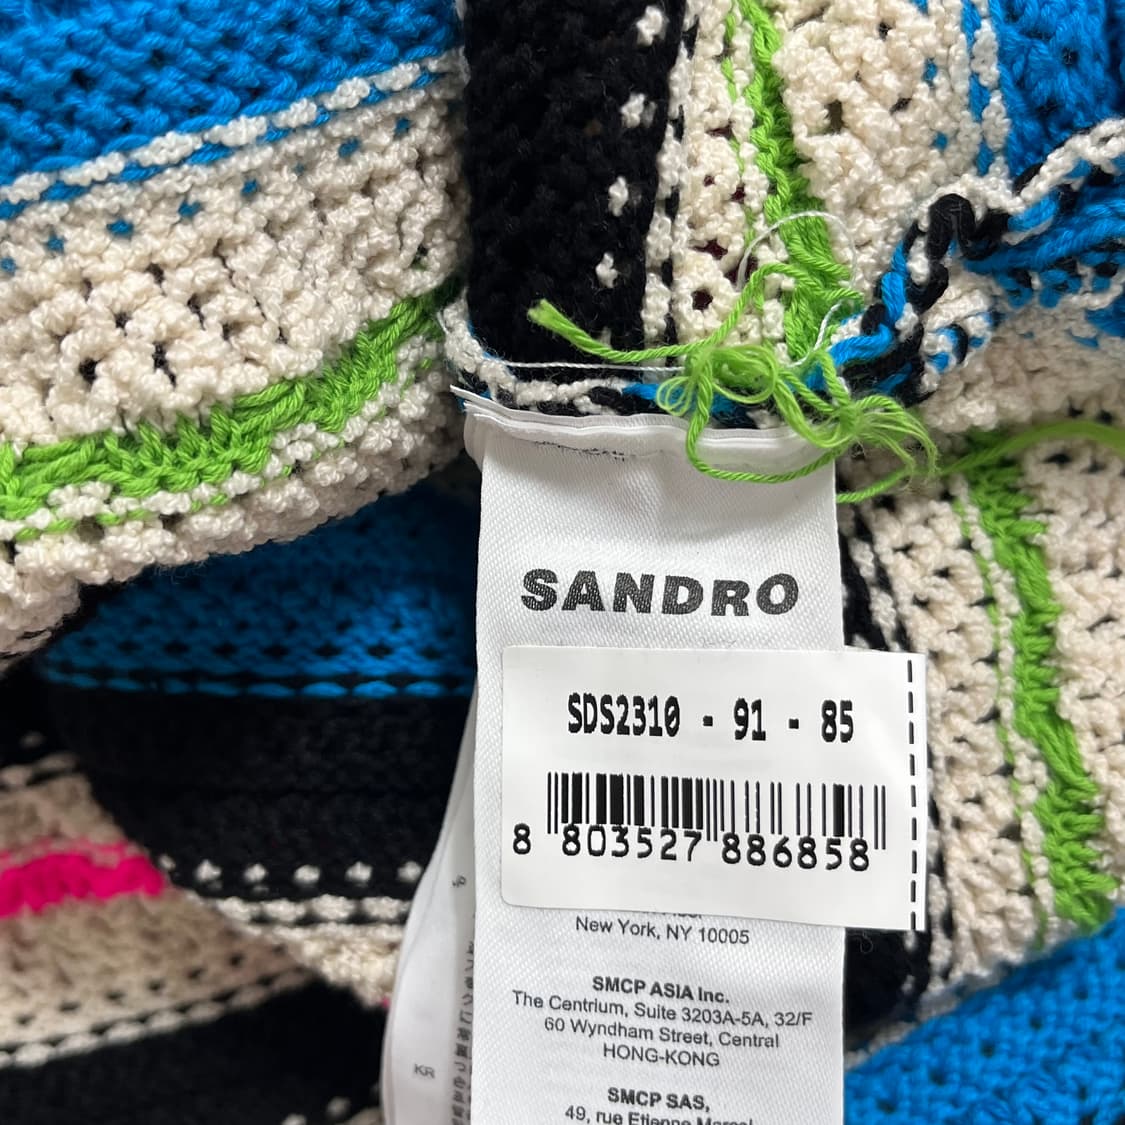 SANDRO
SDS2310 - 91 - 85
8 803527 886858
New York, NY 10005
SMCP ASIA Inc.
The Centrium, Suite 3203A-5A, 32/F
60 Wyndham Street, Central
HONG-KONG
SMCP SAS,
49, rue Etienne Marcel
KR